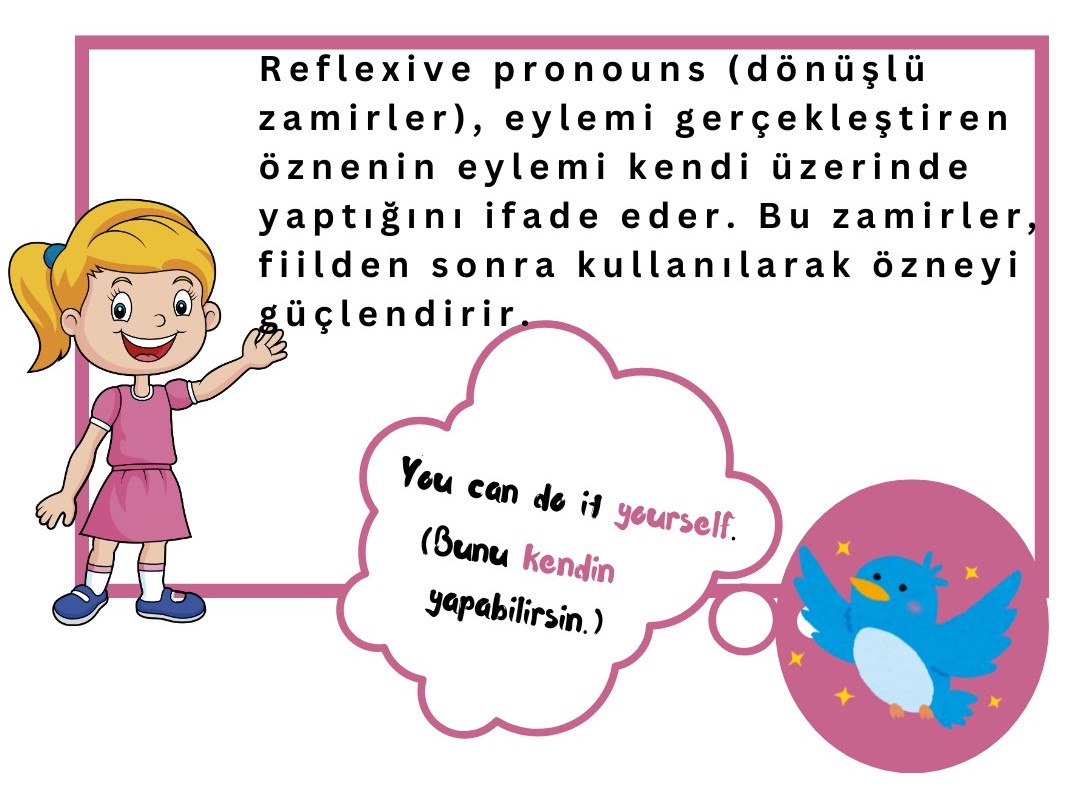 Reflexive pronouns (dönüşlü
zamirler), eylemi gerçekleştiren
öznenin eylemi kendi üzerinde
yaptığını ifade eder. Bu zamirler,
fiilden sonra kullanılarak özneyi
güçlendirir.
You can do it yourself.
(Bunu kendin
yapabilirsin.)